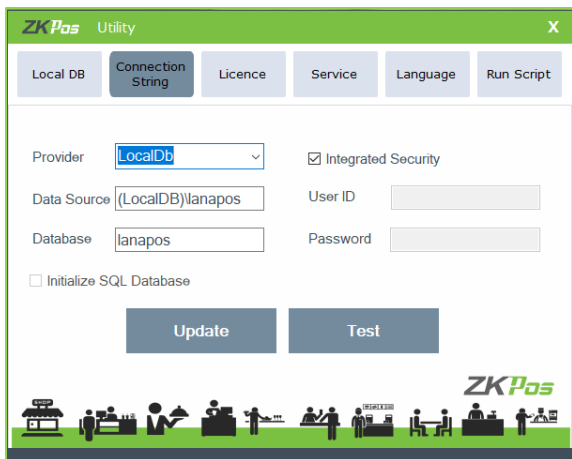 ZKPos Utility X
Local DB
Connection String
Licence
Service
Language
Run Script
Provider LocalDb
Integrated Security
Data Source (LocalDB)\lanapos
User ID
Database lanapos
Password
Initialize SQL Database
Update
Test
ZKPos
SHOP